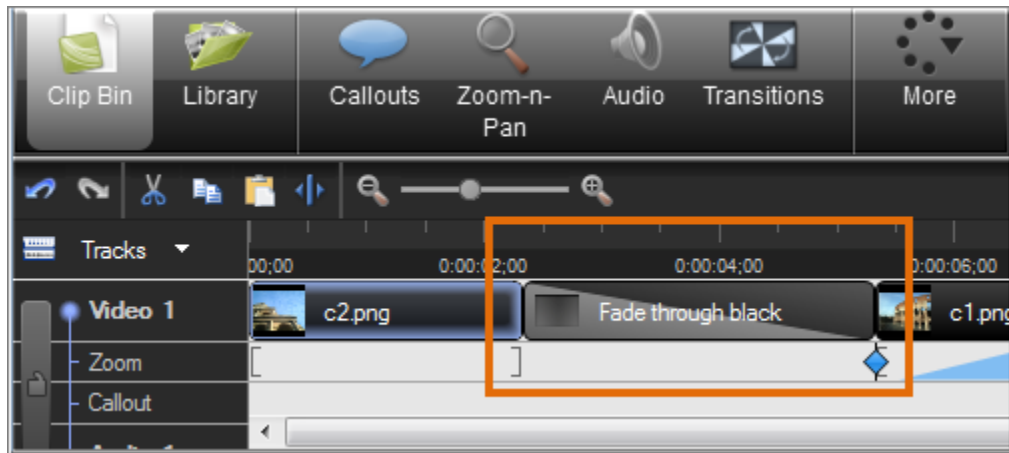 Clip Bin
Library
Callouts
Zoom-n-
Pan
Audio
Transitions
More
Tracks
00;00 0:00:02;00 0:00:04;00 0:00:06;00
Video 1 c2.png Fade through black c1.png
Zoom
Callout